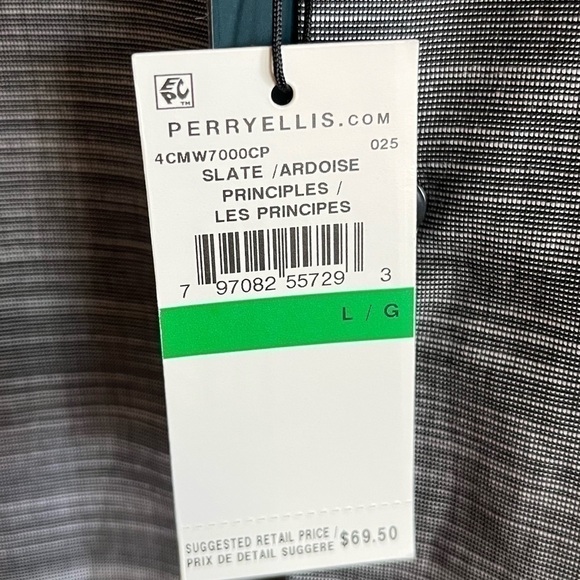 PERRYELLIS.COM
4CMW7000CP 025
SLATE /ARDOISE
PRINCIPLES /
LES PRINCIPES
7 97082 55729 3
L / G
SUGGESTED RETAIL PRICE/
PRIX DE DETAIL SUGGERE $69.50